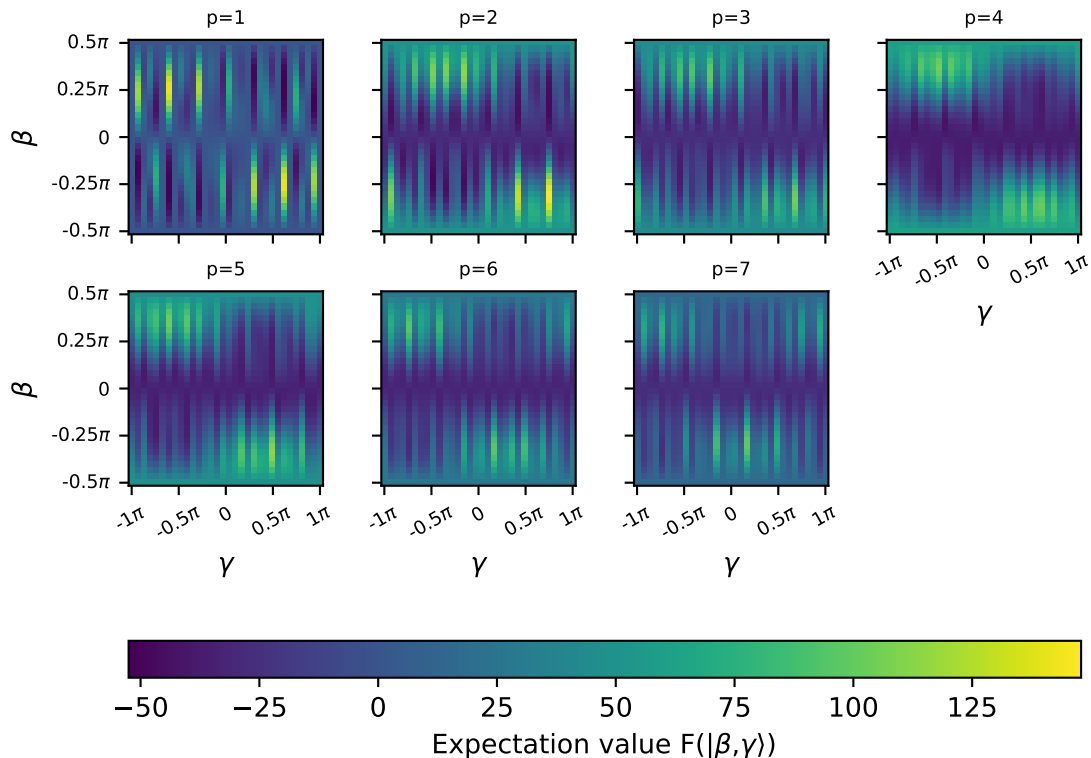 p=1 p=2 p=3 p=4
0.5π
0.25π
0
-0.25π
-0.5π
β
-1π -0.5π 0 0.5π 1π
γ
p=5 p=6 p=7
0.5π
0.25π
0
-0.25π
-0.5π
β
-1π -0.5π 0 0.5π 1π -1π -0.5π 0 0.5π 1π -1π -0.5π 0 0.5π 1π
γ γ γ
−50 −25 0 25 50 75 100 125
Expectation value F(|β,γ⟩)